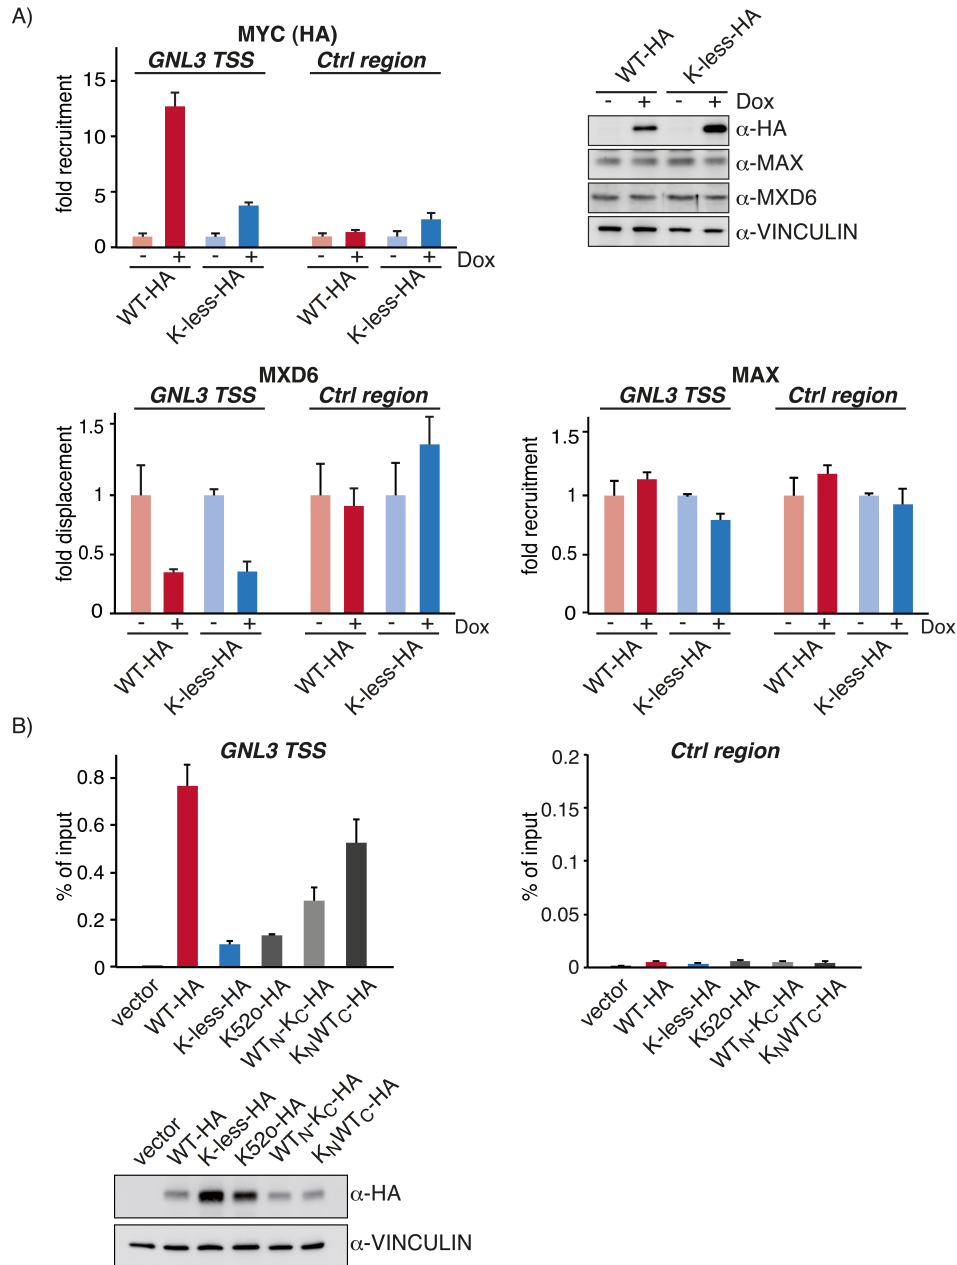 A)
MYC (HA)
GNL3 TSS
Ctrl region
fold recruitment
15
10
5
0
- + - + - + - + Dox
WT-HA
K-less-HA
WT-HA
K-less-HA
WT-HA
K-less-HA
- + - + Dox
α-HA
α-MAX
α-MXD6
α-VINCULIN
MXD6
GNL3 TSS
Ctrl region
fold displacement
1.5
1
0.5
0
- + - + - + - + Dox
WT-HA
K-less-HA
WT-HA
K-less-HA
MAX
GNL3 TSS
Ctrl region
fold recruitment
1.5
1
0.5
0
- + - + - + - + Dox
WT-HA
K-less-HA
WT-HA
K-less-HA
B)
GNL3 TSS
% of input
0.8
0.6
0.4
0.2
0
vector
WT-HA
K-less-HA
K52o-HA
WTN-KC-HA
KNWTC-HA
Ctrl region
% of input
0.2
0.15
0.1
0.05
0
vector
WT-HA
K-less-HA
K52o-HA
WTN-KC-HA
KNWTC-HA
vector
WT-HA
K-less-HA
K52o-HA
WTN-KC-HA
KNWTC-HA
α-HA
α-VINCULIN